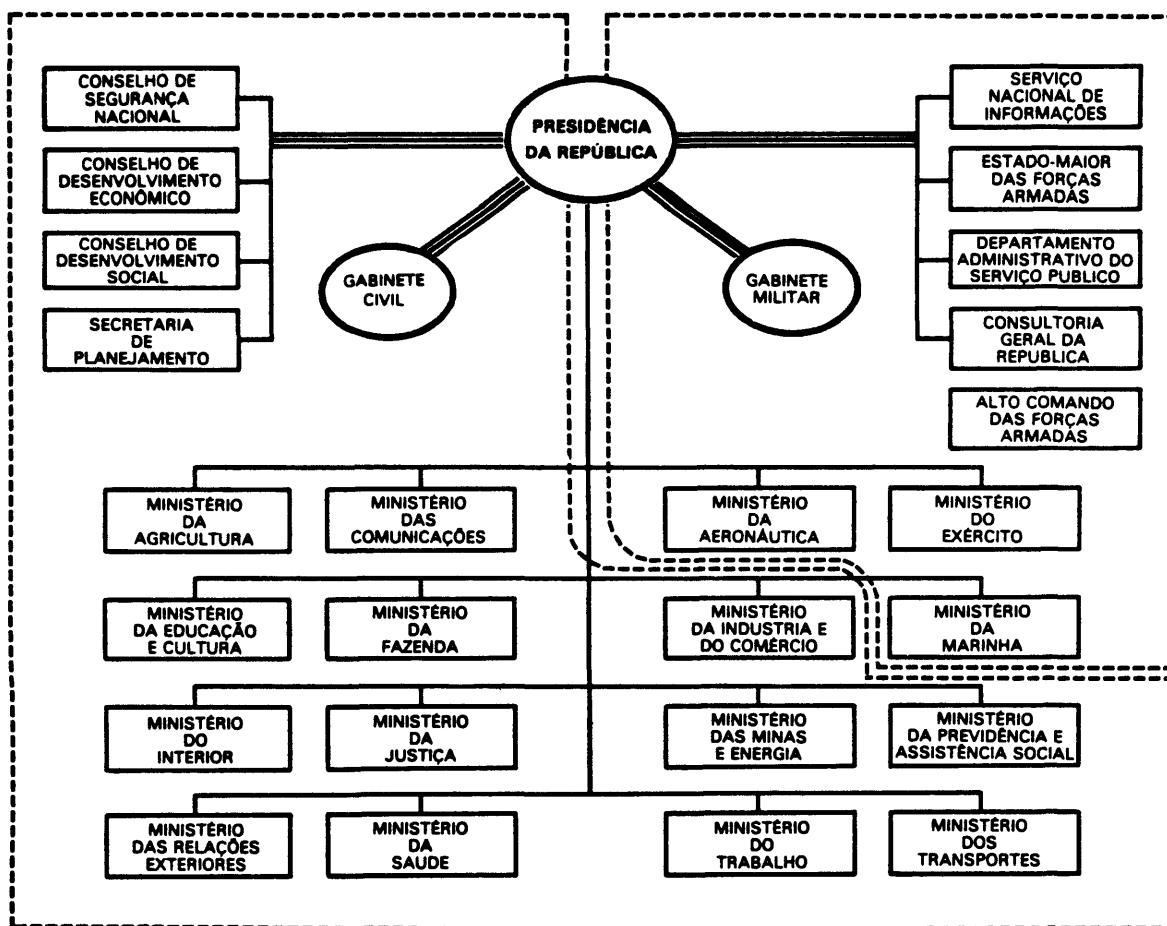 CONSELHO DE
SEGURANÇA
NACIONAL
CONSELHO DE
DESENVOLVIMENTO
ECONÔMICO
CONSELHO DE
DESENVOLVIMENTO
SOCIAL
SECRETARIA
DE
PLANEJAMENTO
PRESIDÊNCIA
DA REPÚBLICA
GABINETE
CIVIL
GABINETE
MILITAR
SERVIÇO
NACIONAL DE
INFORMAÇÕES
ESTADO-MAIOR
DAS FORÇAS
ARMADAS
DEPARTAMENTO
ADMINISTRATIVO DO
SERVIÇO PUBLICO
CONSULTORIA
GERAL DA
REPUBLICA
ALTO COMANDO
DAS FORÇAS
ARMADAS
MINISTÉRIO
DA
AGRICULTURA
MINISTÉRIO
DAS
COMUNICAÇÕES
MINISTÉRIO
DA
AERONÁUTICA
MINISTÉRIO
DO
EXÉRCITO
MINISTÉRIO
DA EDUCAÇÃO
E CULTURA
MINISTÉRIO
DA
FAZENDA
MINISTÉRIO
DA INDUSTRIA E
DO COMÉRCIO
MINISTÉRIO
DA
MARINHA
MINISTÉRIO
DO
INTERIOR
MINISTÉRIO
DA
JUSTIÇA
MINISTÉRIO
DAS MINAS
E ENERGIA
MINISTÉRIO
DA PREVIDÊNCIA E
ASSISTÊNCIA SOCIAL
MINISTÉRIO
DAS RELAÇÕES
EXTERIORES
MINISTÉRIO
DA
SAUDE
MINISTÉRIO
DO
TRABALHO
MINISTÉRIO
DOS
TRANSPORTES